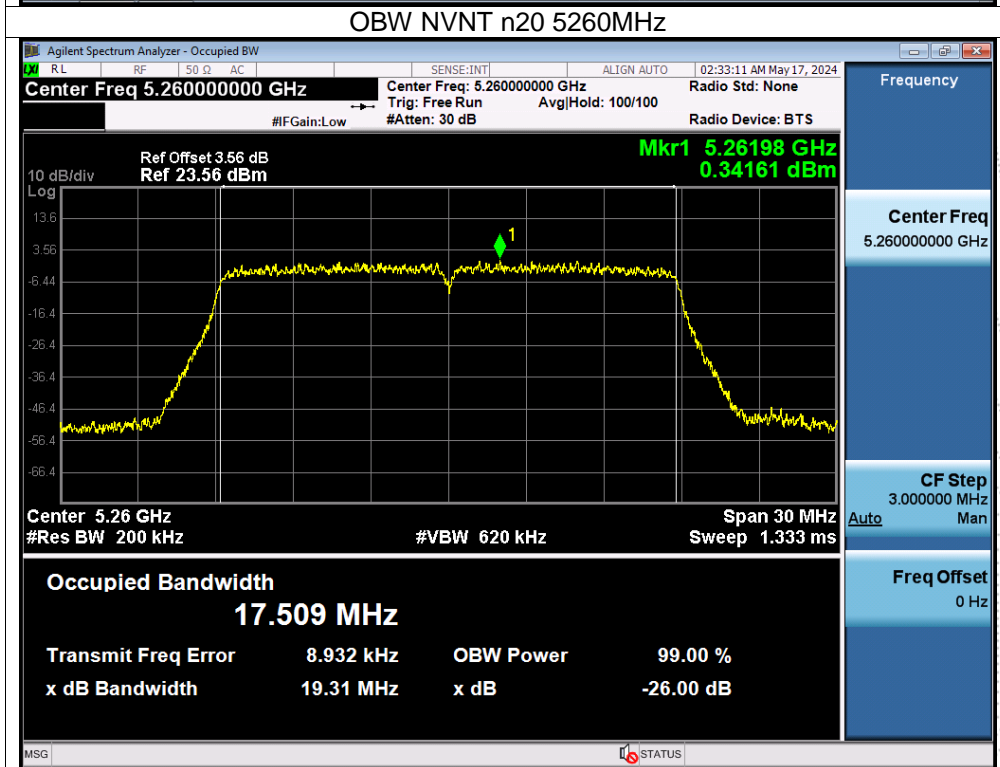 OBW NVNT n20 5260MHz
Agilent Spectrum Analyzer - Occupied BW
LXI RL RF 50 Ω AC SENSE:INT ALIGN AUTO 02:33:11 AM May 17, 2024
Center Freq 5.260000000 GHz
Center Freq: 5.260000000 GHz Radio Std: None
Trig: Free Run Avg|Hold: 100/100
#IFGain:Low #Atten: 30 dB Radio Device: BTS
Mkr1 5.26198 GHz
0.34161 dBm
Ref Offset 3.56 dB
10 dB/div Ref 23.56 dBm
Log
13.6
3.56
-6.44
-16.4
-26.4
-36.4
-46.4
-56.4
-66.4
1
Center 5.26 GHz Span 30 MHz
#Res BW 200 kHz #VBW 620 kHz Sweep 1.333 ms
Occupied Bandwidth
17.509 MHz
Transmit Freq Error 8.932 kHz OBW Power 99.00 %
x dB Bandwidth 19.31 MHz x dB -26.00 dB
Frequency
Center Freq
5.260000000 GHz
CF Step
3.000000 MHz
Auto Man
Freq Offset
0 Hz
MSG STATUS